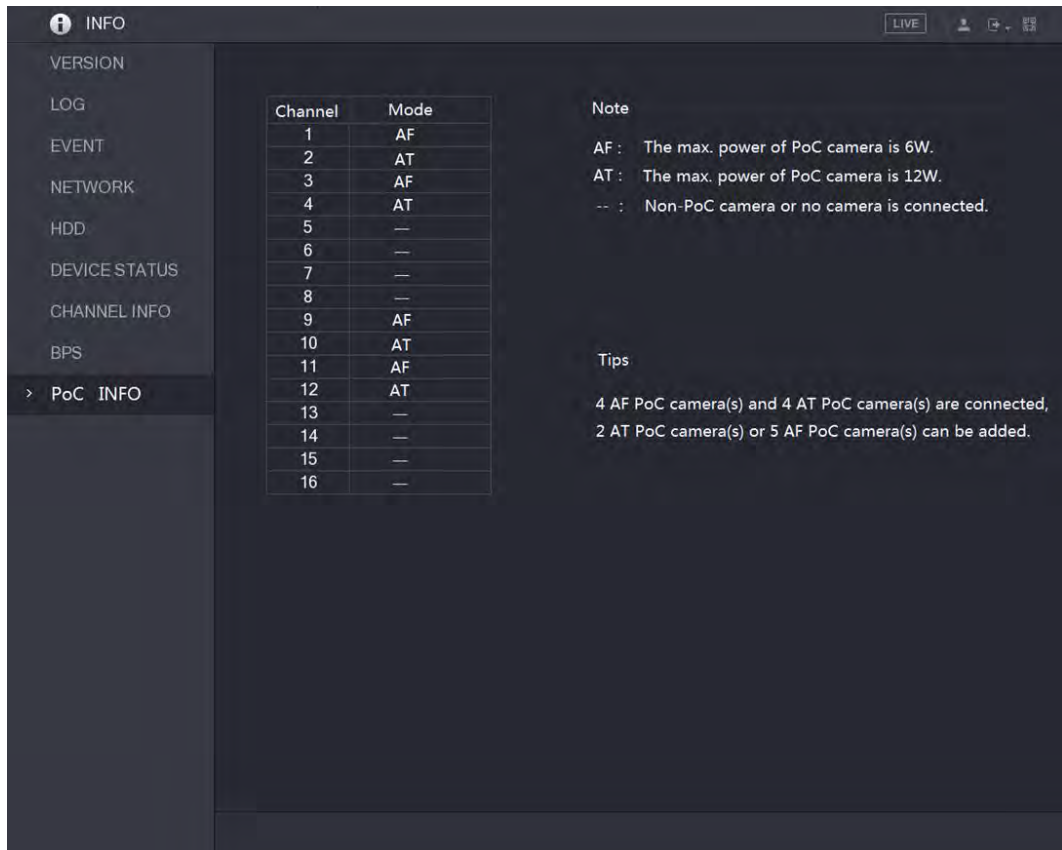 INFO
LIVE
VERSION
LOG
EVENT
NETWORK
HDD
DEVICE STATUS
CHANNEL INFO
BPS
> PoC INFO
Channel Mode
1 AF
2 AT
3 AF
4 AT
5 —
6 —
7 —
8 —
9 AF
10 AT
11 AF
12 AT
13 —
14 —
15 —
16 —
Note
AF : The max. power of PoC camera is 6W.
AT : The max. power of PoC camera is 12W.
-- : Non-PoC camera or no camera is connected.
Tips
4 AF PoC camera(s) and 4 AT PoC camera(s) are connected,
2 AT PoC camera(s) or 5 AF PoC camera(s) can be added.